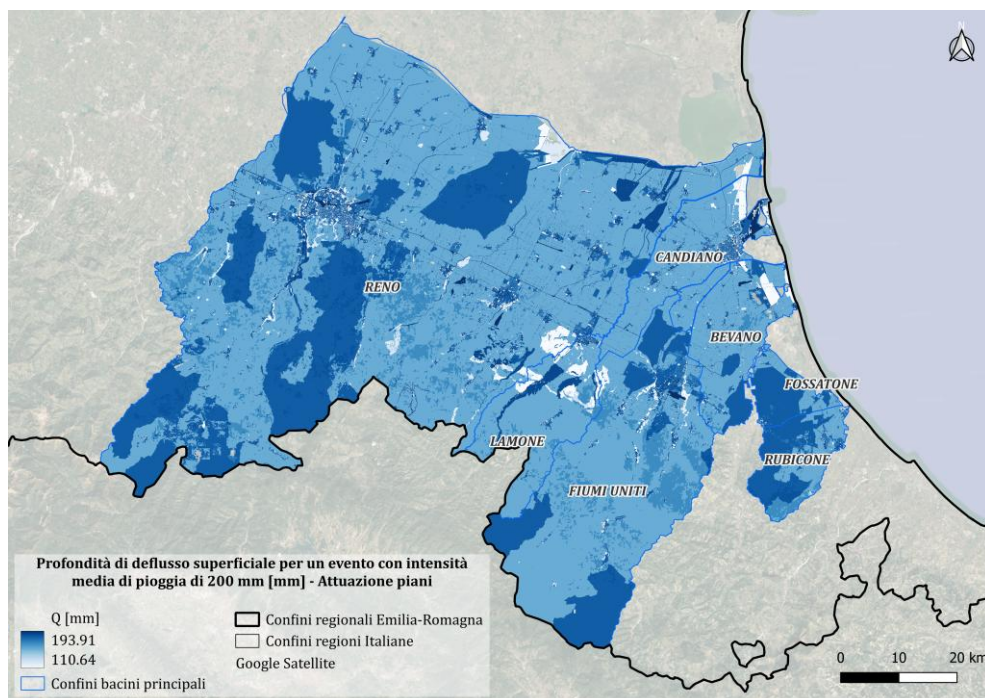 N
CANDIANO
RENO
BEVANO
FOSSATONE
LAMONE
RUBICONE
FIUMI UNITI
Profondità di deflusso superficiale per un evento con intensità
media di pioggia di 200 mm [mm] - Attuazione piani
Q [mm]
193.91
110.64
Confini bacini principali
Confini regionali Emilia-Romagna
Confini regioni Italiane
Google Satellite
0 10 20 km